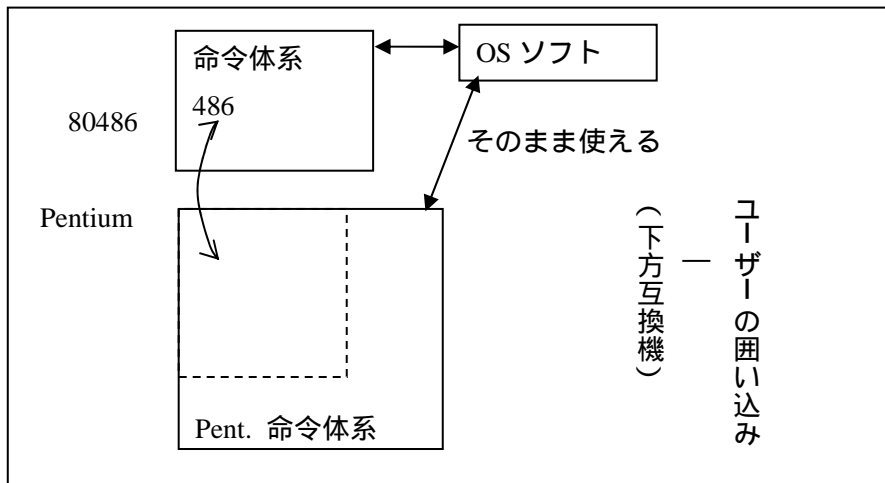 命令体系
486
OS ソフト
80486
そのまま使える
Pentium
Pent. 命令体系
ユーザーの囲い込み
―
（下方互換機）